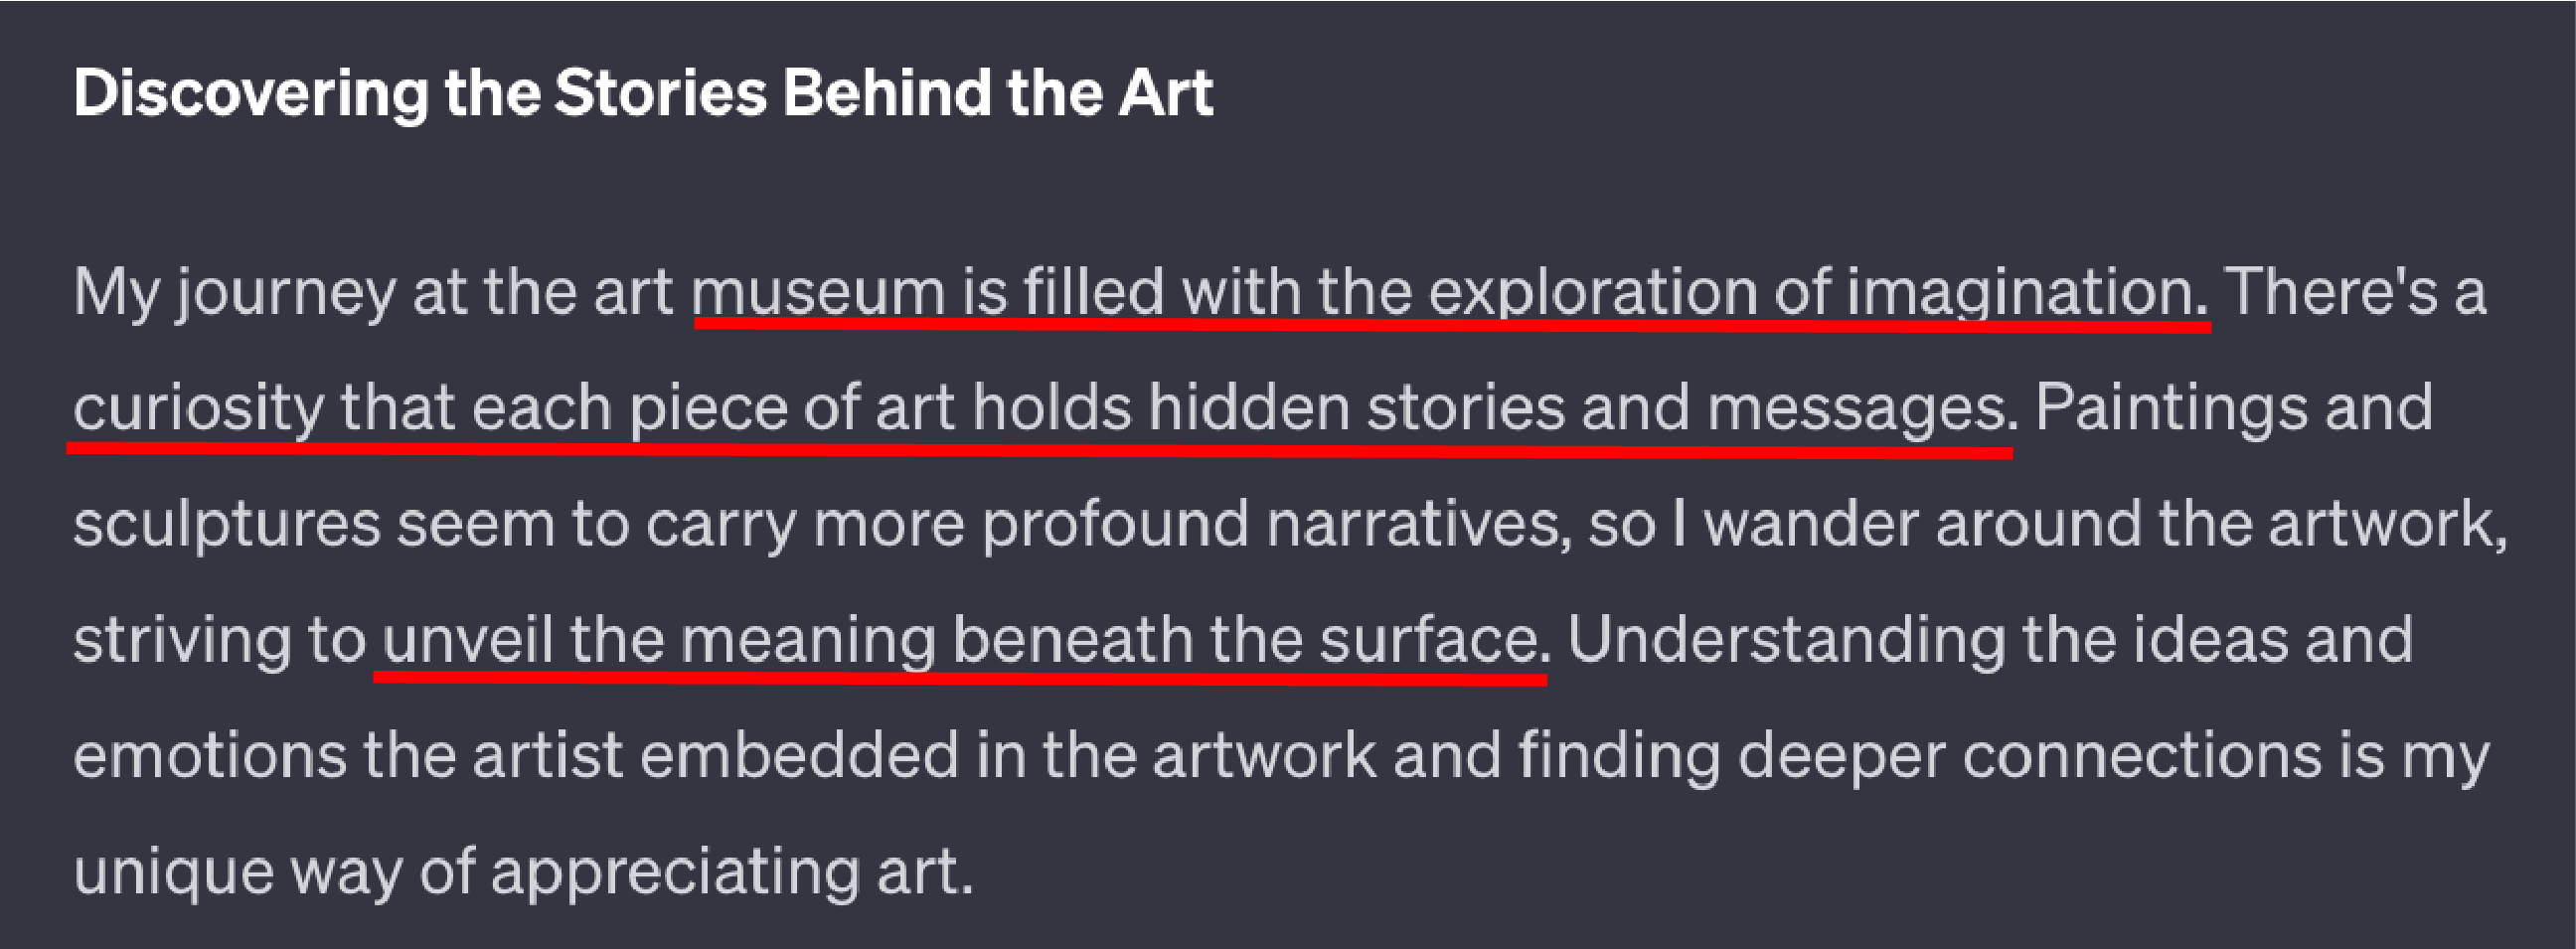 Discovering the Stories Behind the Art
My journey at the art museum is filled with the exploration of imagination. There's a
curiosity that each piece of art holds hidden stories and messages. Paintings and
sculptures seem to carry more profound narratives, so I wander around the artwork,
striving to unveil the meaning beneath the surface. Understanding the ideas and
emotions the artist embedded in the artwork and finding deeper connections is my
unique way of appreciating art.